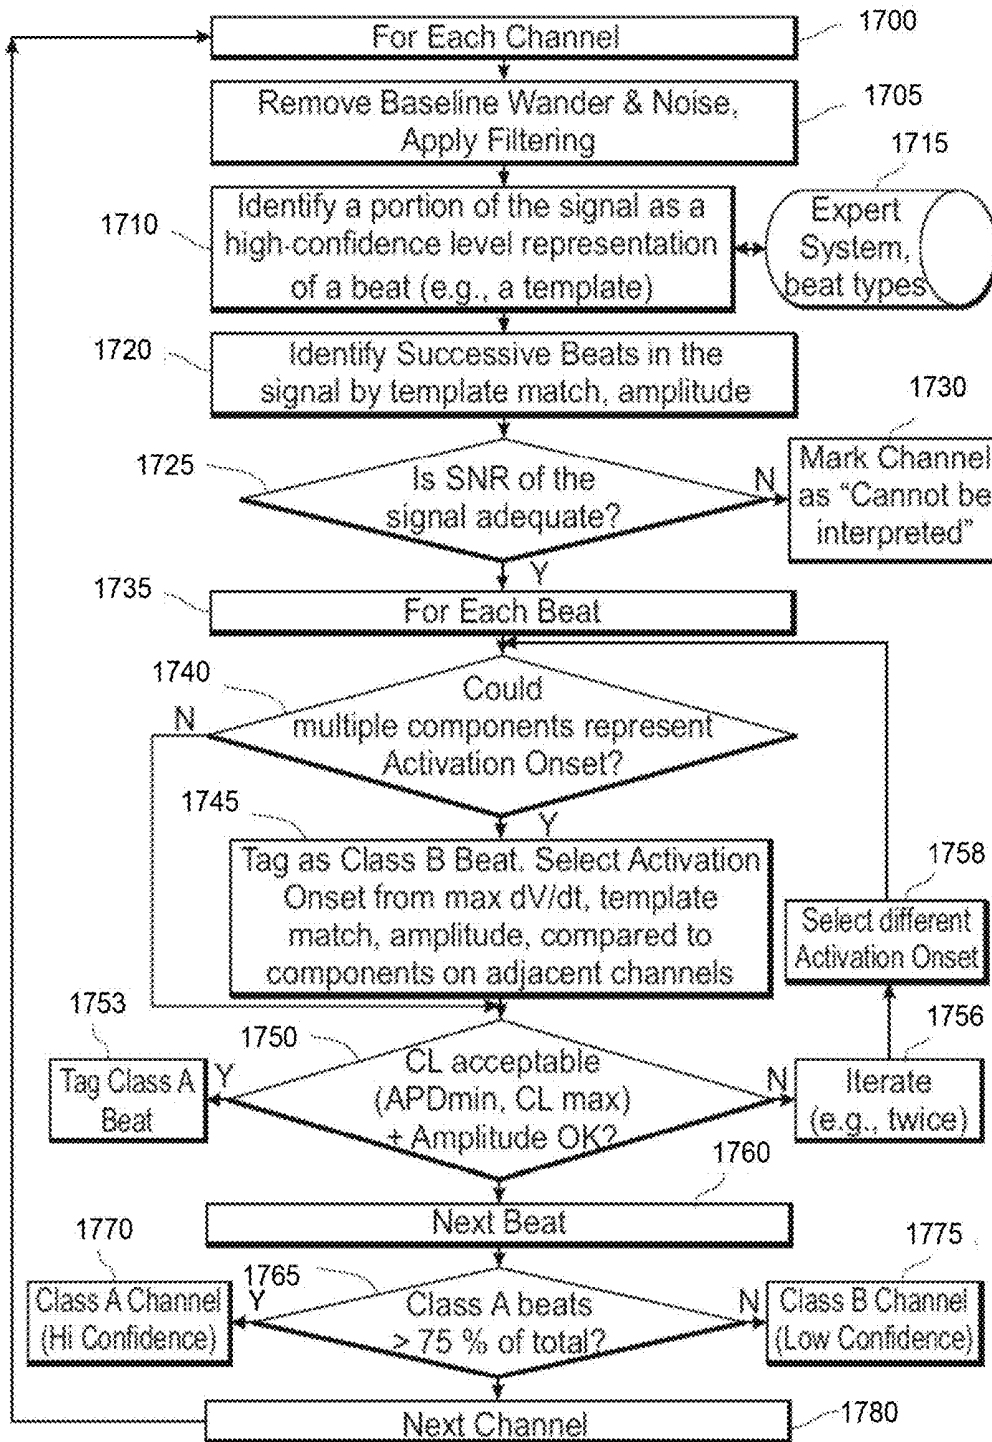 For Each Channel
1700
Remove Baseline Wander & Noise,
Apply Filtering
1705
1710
Identify a portion of the signal as a
high-confidence level representation
of a beat (e.g., a template)
1715
Expert
System,
beat types
1720
Identify Successive Beats in the
signal by template match, amplitude
1725
Is SNR of the
signal adequate?
N
1730
Mark Channel
as "Cannot be
interpreted"
Y
1735
For Each Beat
1740
N
Could
multiple components represent
Activation Onset?
1745
Y
Tag as Class B Beat. Select Activation
Onset from max dV/dt, template
match, amplitude, compared to
components on adjacent channels
1758
Select different
Activation Onset
1753
Tag Class A
Beat
1750
Y
CL acceptable
(APDmin, CL max)
+ Amplitude OK?
N
1756
Iterate
(e.g., twice)
1760
Next Beat
1770
Class A Channel
(Hi Confidence)
1765
Y
Class A beats
> 75 % of total?
N
1775
Class B Channel
(Low Confidence)
Next Channel
1780